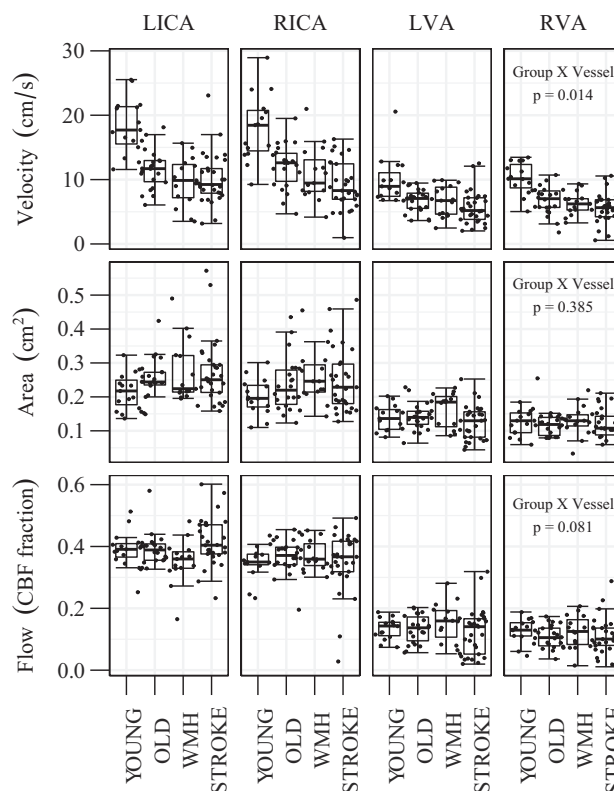 LICA RICA LVA RVA
Velocity (cm/s)
30
20
10
0
Group X Vessel
p = 0.014
Area (cm²)
0.5
0.4
0.3
0.2
0.1
Group X Vessel
p = 0.385
Flow (CBF fraction)
0.6
0.4
0.2
0.0
Group X Vessel
p = 0.081
YOUNG OLD WMH STROKE YOUNG OLD WMH STROKE YOUNG OLD WMH STROKE YOUNG OLD WMH STROKE